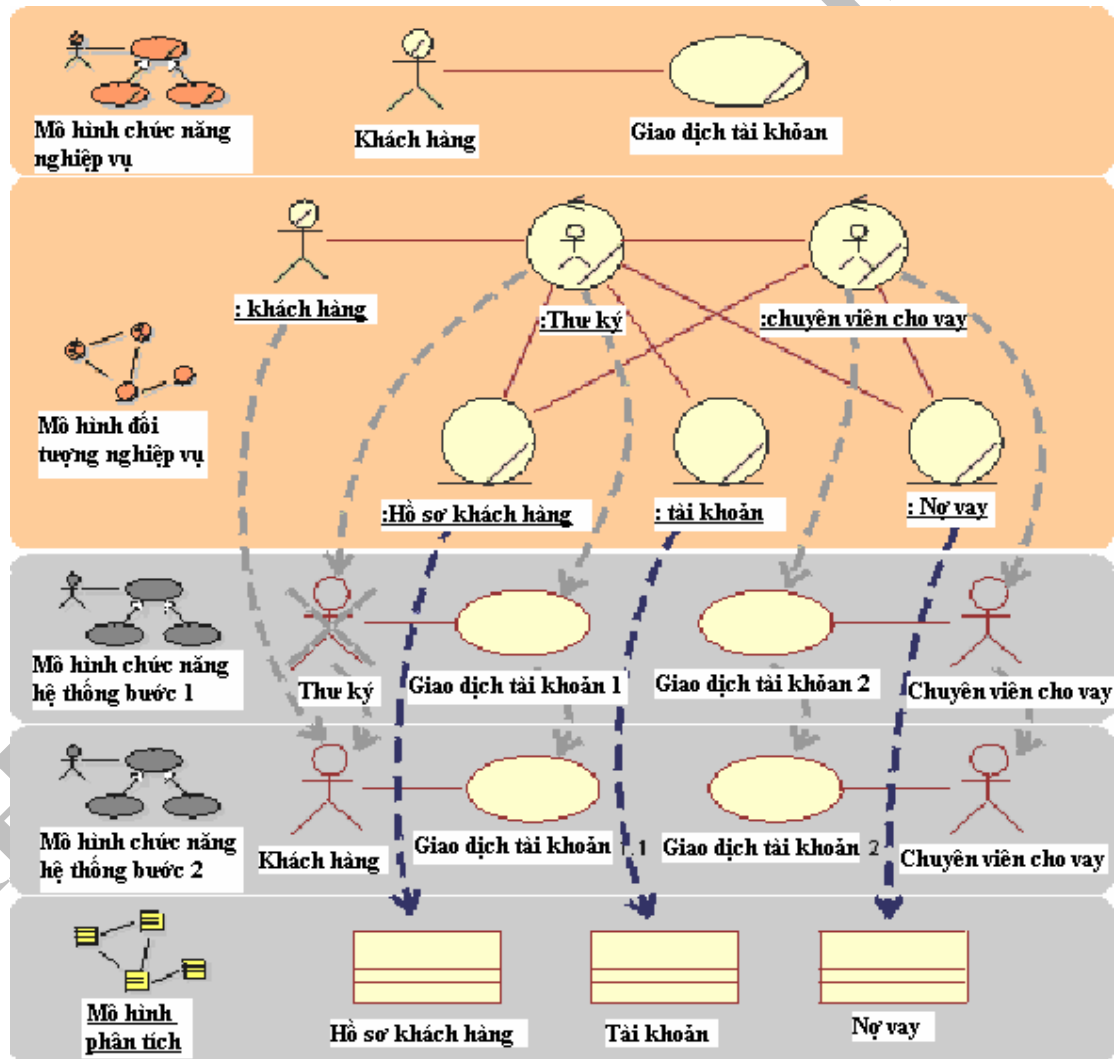 Mô hình chức năng
nghiệp vụ
Khách hàng
Giao dịch tài khỏan
: khách hàng
:Thư ký
:chuyên viên cho vay
Mô hình đối
tượng nghiệp vụ
:Hồ sơ khách hàng
: tài khoản
: Nợ vay
Mô hình chức năng
hệ thống bước 1
Thư ký
Giao dịch tài khoản 1
Giao dịch tài khỏan 2
Chuyên viên cho vay
Mô hình chức năng
hệ thống bước 2
Khách hàng
Giao dịch tài khoản 1.1
Giao dịch tài khoản 2
Chuyên viên cho vay
Mô hình
phân tích
Hồ sơ khách hàng
Tài khoản
Nợ vay